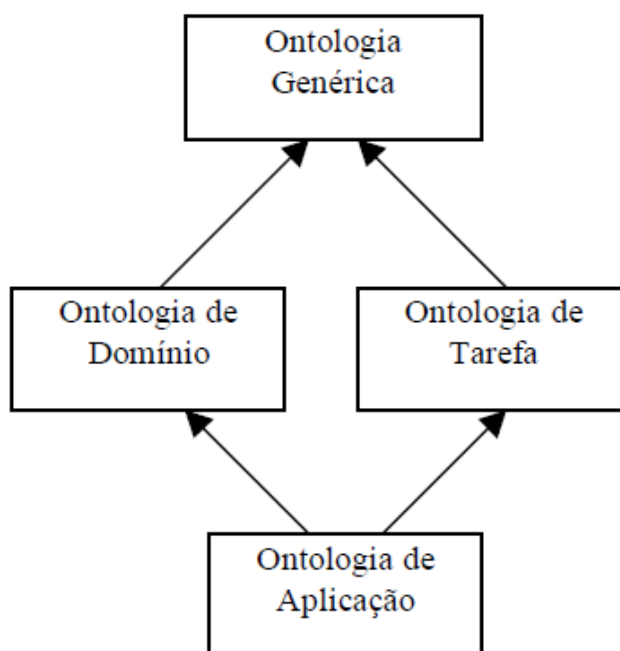 Ontologia
Genérica
Ontologia de
Domínio
Ontologia de
Tarefa
Ontologia de
Aplicação